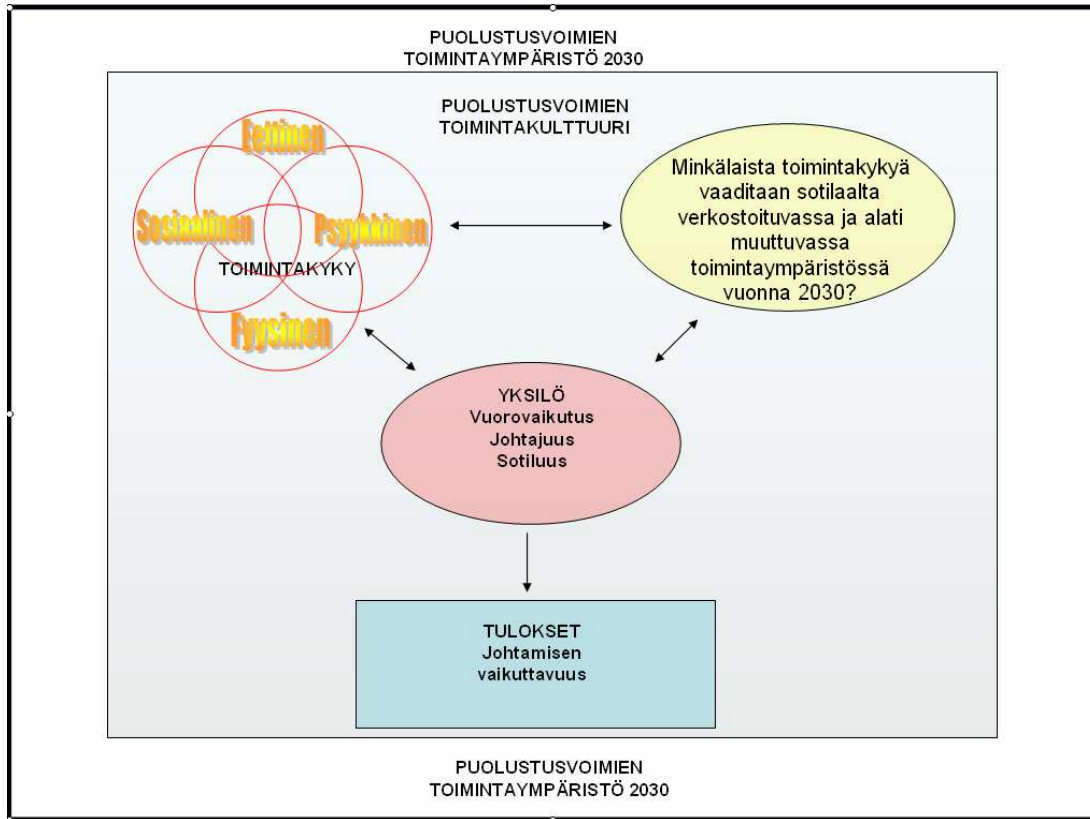 PUOLUSTUSVOIMIEN
TOIMINTAYMPÄRISTÖ 2030
PUOLUSTUSVOIMIEN
TOIMINTAKULTTUURI
Eettinen
Sosiaalinen
Psyykkinen
TOIMINTAKYKY
Fyysinen
Minkälaista toimintakykyä
vaaditaan sotilaalta
verkostoituvassa ja alati
muuttuvassa
toimintaympäristössä
vuonna 2030?
YKSILÖ
Vuorovaikutus
Johtajuus
Sotiluus
TULOKSET
Johtamisen
vaikuttavuus
PUOLUSTUSVOIMIEN
TOIMINTAYMPÄRISTÖ 2030